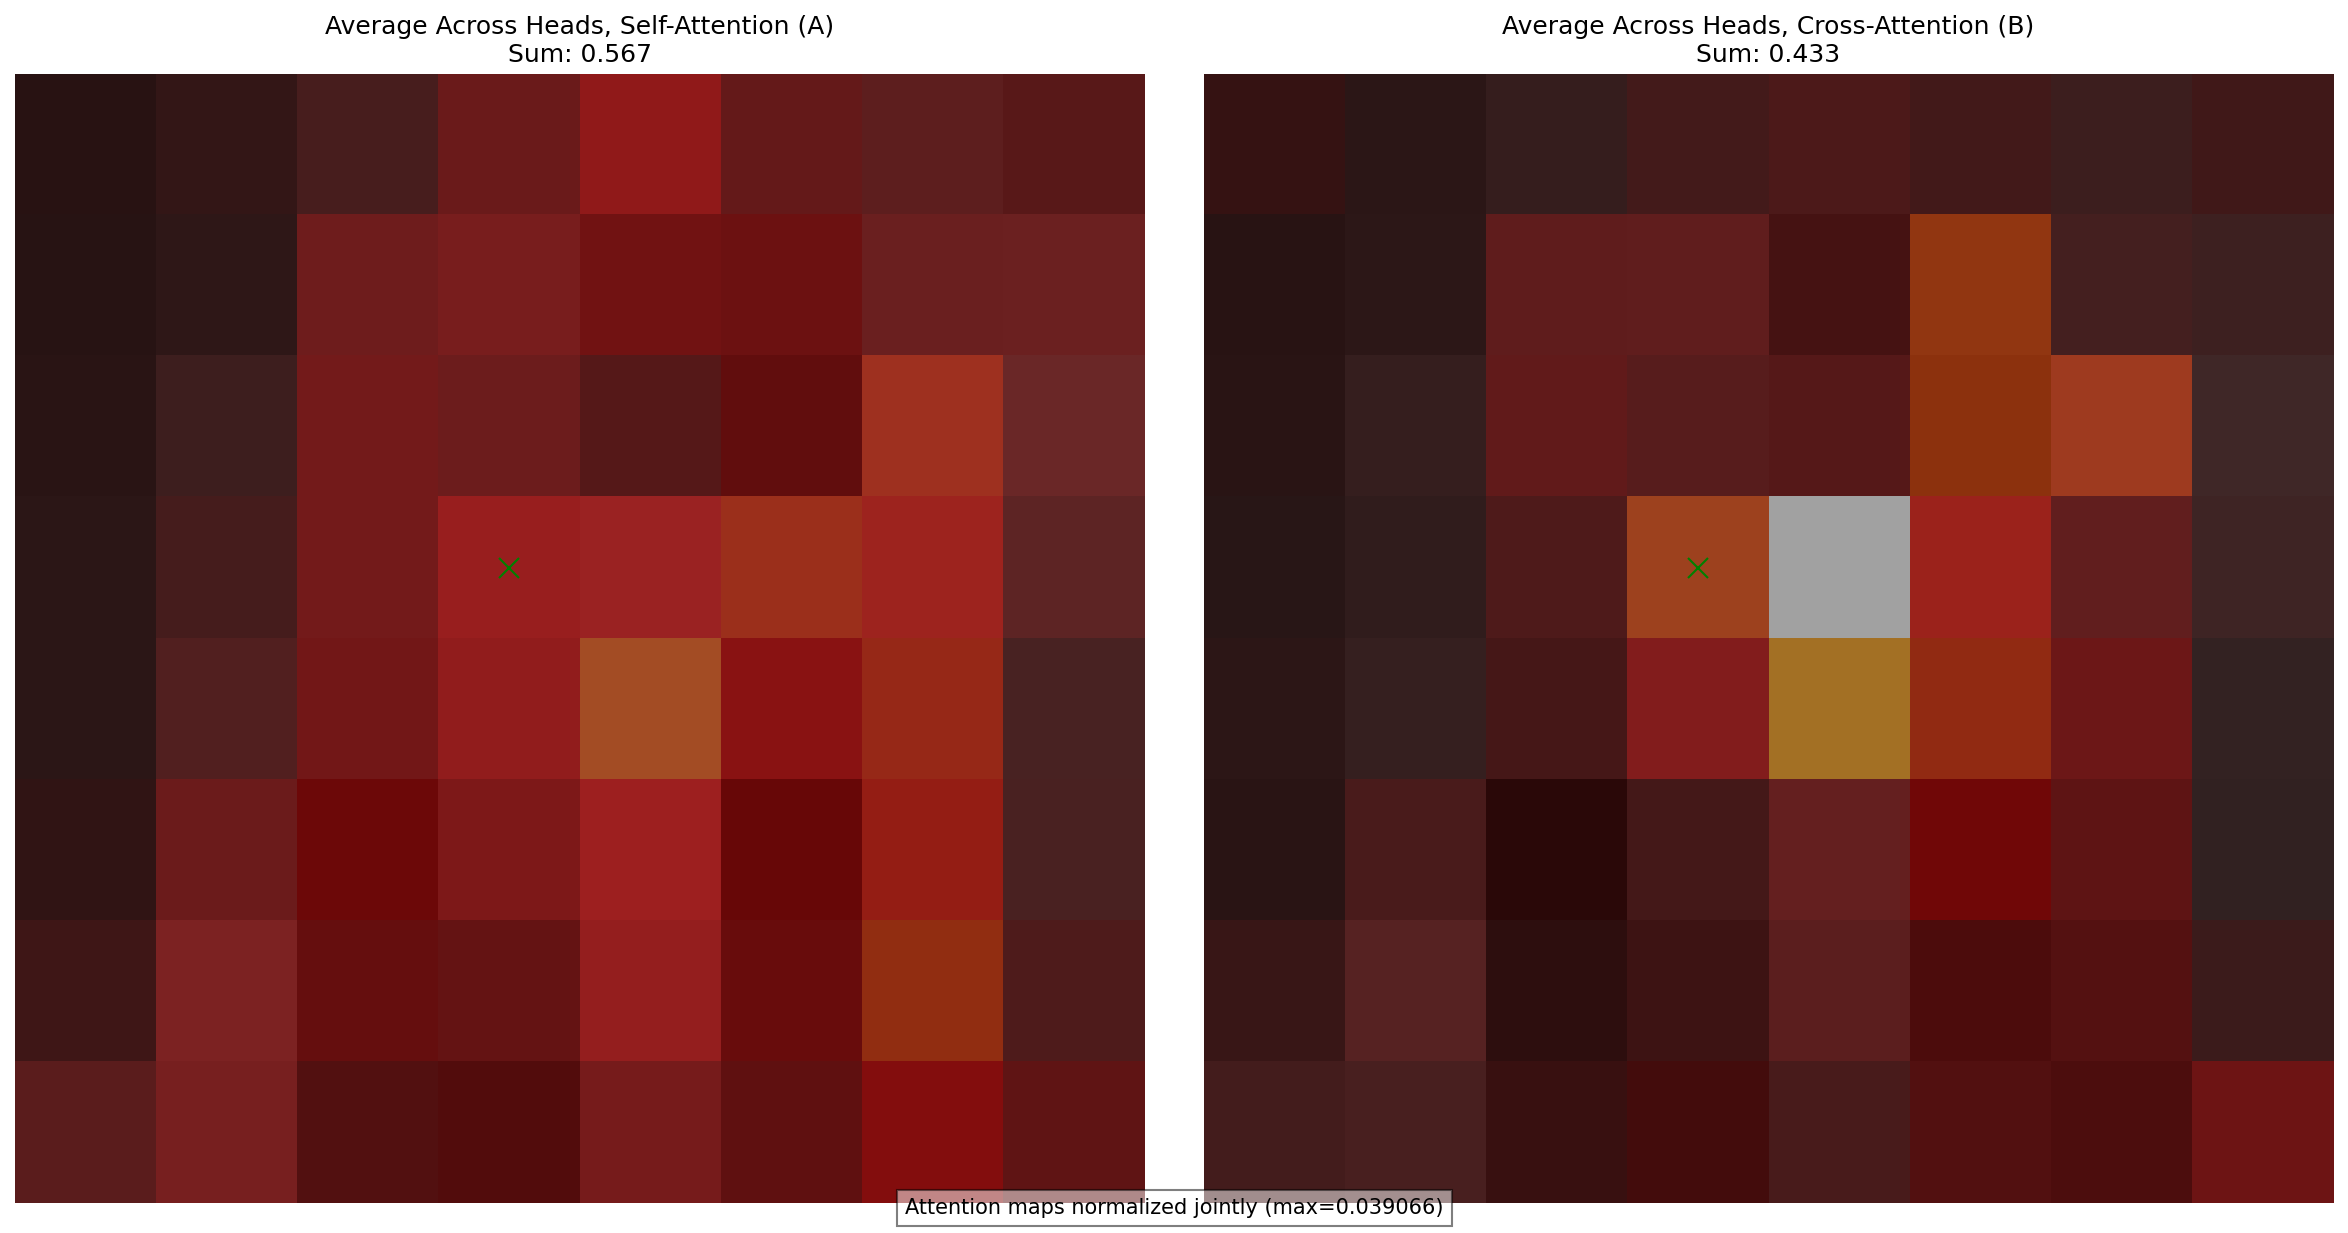 Average Across Heads, Self-Attention (A)
Sum: 0.567
Average Across Heads, Cross-Attention (B)
Sum: 0.433
Attention maps normalized jointly (max=0.039066)